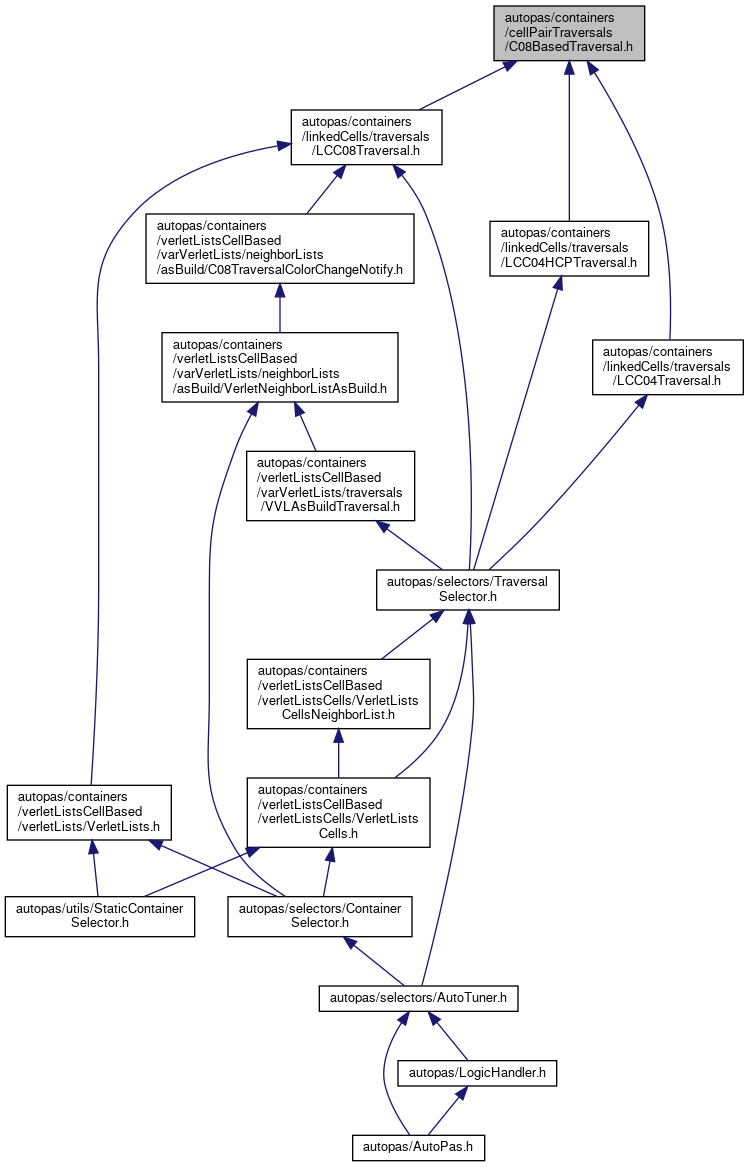 autopas/containers
/cellPairTraversals
/C08BasedTraversal.h
autopas/containers
/linkedCells/traversals
/LCC08Traversal.h
autopas/containers
/verletListsCellBased
/varVerletLists/neighborLists
/asBuild/C08TraversalColorChangeNotify.h
autopas/containers
/linkedCells/traversals
/LCC04HCPTraversal.h
autopas/containers
/verletListsCellBased
/varVerletLists/neighborLists
/asBuild/VerletNeighborListAsBuild.h
autopas/containers
/linkedCells/traversals
/LCC04Traversal.h
autopas/containers
/verletListsCellBased
/varVerletLists/traversals
/VVLAsBuildTraversal.h
autopas/selectors/Traversal
Selector.h
autopas/containers
/verletListsCellBased
/verletListsCells/VerletLists
CellsNeighborList.h
autopas/containers
/verletListsCellBased
/verletLists/VerletLists.h
autopas/containers
/verletListsCellBased
/verletListsCells/VerletLists
Cells.h
autopas/utils/StaticContainer
Selector.h
autopas/selectors/Container
Selector.h
autopas/selectors/AutoTuner.h
autopas/LogicHandler.h
autopas/AutoPas.h